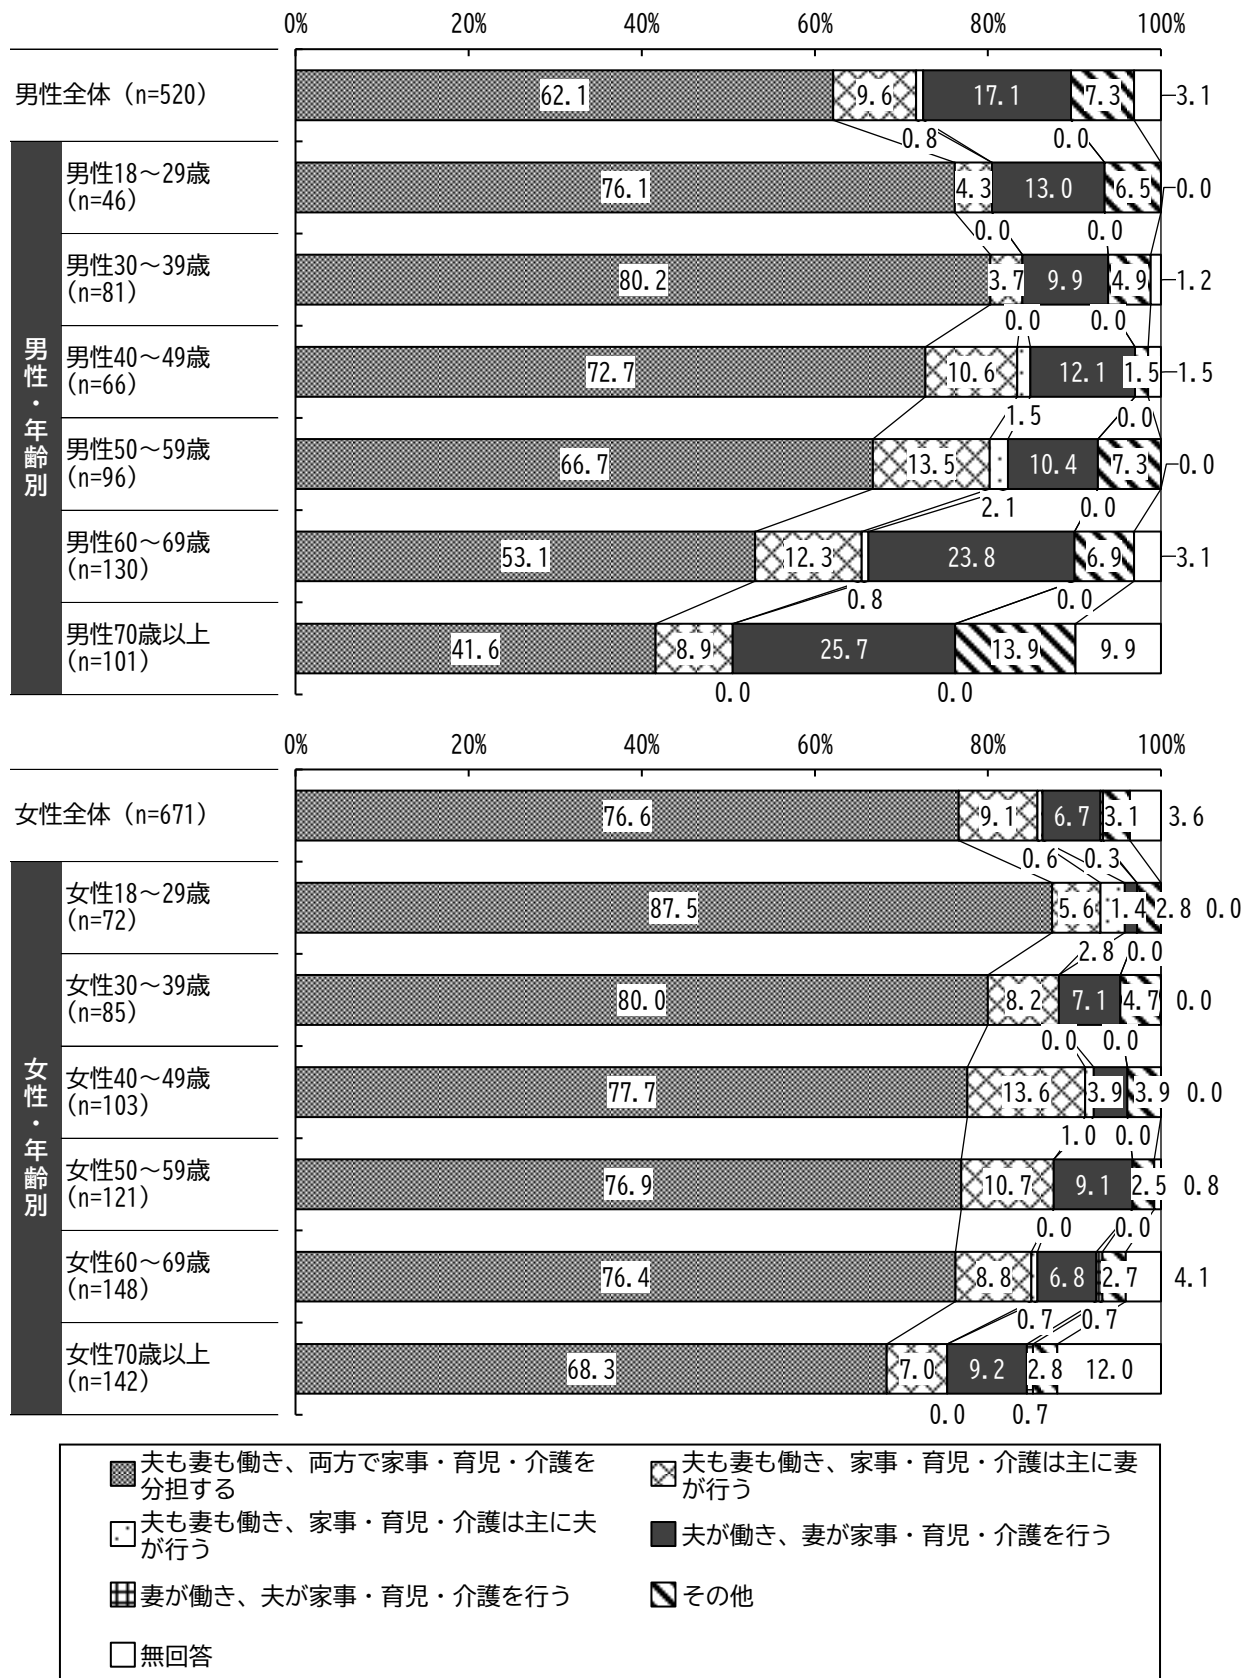 0% 20% 40% 60% 80% 100%
男性全体（n=520） 62.1 9.6 17.1 7.3 3.1
0.8 0.0
男性・年齢別
男性18～29歳
（n=46） 76.1 4.3 13.0 6.5 0.0
0.0 0.0
男性30～39歳
（n=81） 80.2 3.7 9.9 4.9 1.2
0.0 0.0
男性40～49歳
（n=66） 72.7 10.6 12.1 1.5 1.5
1.5 0.0
男性50～59歳
（n=96） 66.7 13.5 10.4 7.3 0.0
2.1 0.0
男性60～69歳
（n=130） 53.1 12.3 23.8 6.9 3.1
0.8 0.0
男性70歳以上
（n=101） 41.6 8.9 25.7 13.9 9.9
0.0 0.0
0% 20% 40% 60% 80% 100%
女性全体（n=671） 76.6 9.1 6.7 3.1 3.6
0.6 0.3
女性・年齢別
女性18～29歳
（n=72） 87.5 5.6 1.4 2.8 0.0
2.8 0.0
女性30～39歳
（n=85） 80.0 8.2 7.1 4.7 0.0
0.0 0.0
女性40～49歳
（n=103） 77.7 13.6 3.9 3.9 0.0
1.0 0.0
女性50～59歳
（n=121） 76.9 10.7 9.1 2.5 0.8
0.0 0.0
女性60～69歳
（n=148） 76.4 8.8 6.8 2.7 4.1
0.7 0.7
女性70歳以上
（n=142） 68.3 7.0 9.2 2.8 12.0
0.0 0.7
夫も妻も働き、両方で家事・育児・介護を
分担する
夫も妻も働き、家事・育児・介護は主に妻
が行う
夫も妻も働き、家事・育児・介護は主に夫
が行う
夫が働き、妻が家事・育児・介護を行う
妻が働き、夫が家事・育児・介護を行う
その他
無回答